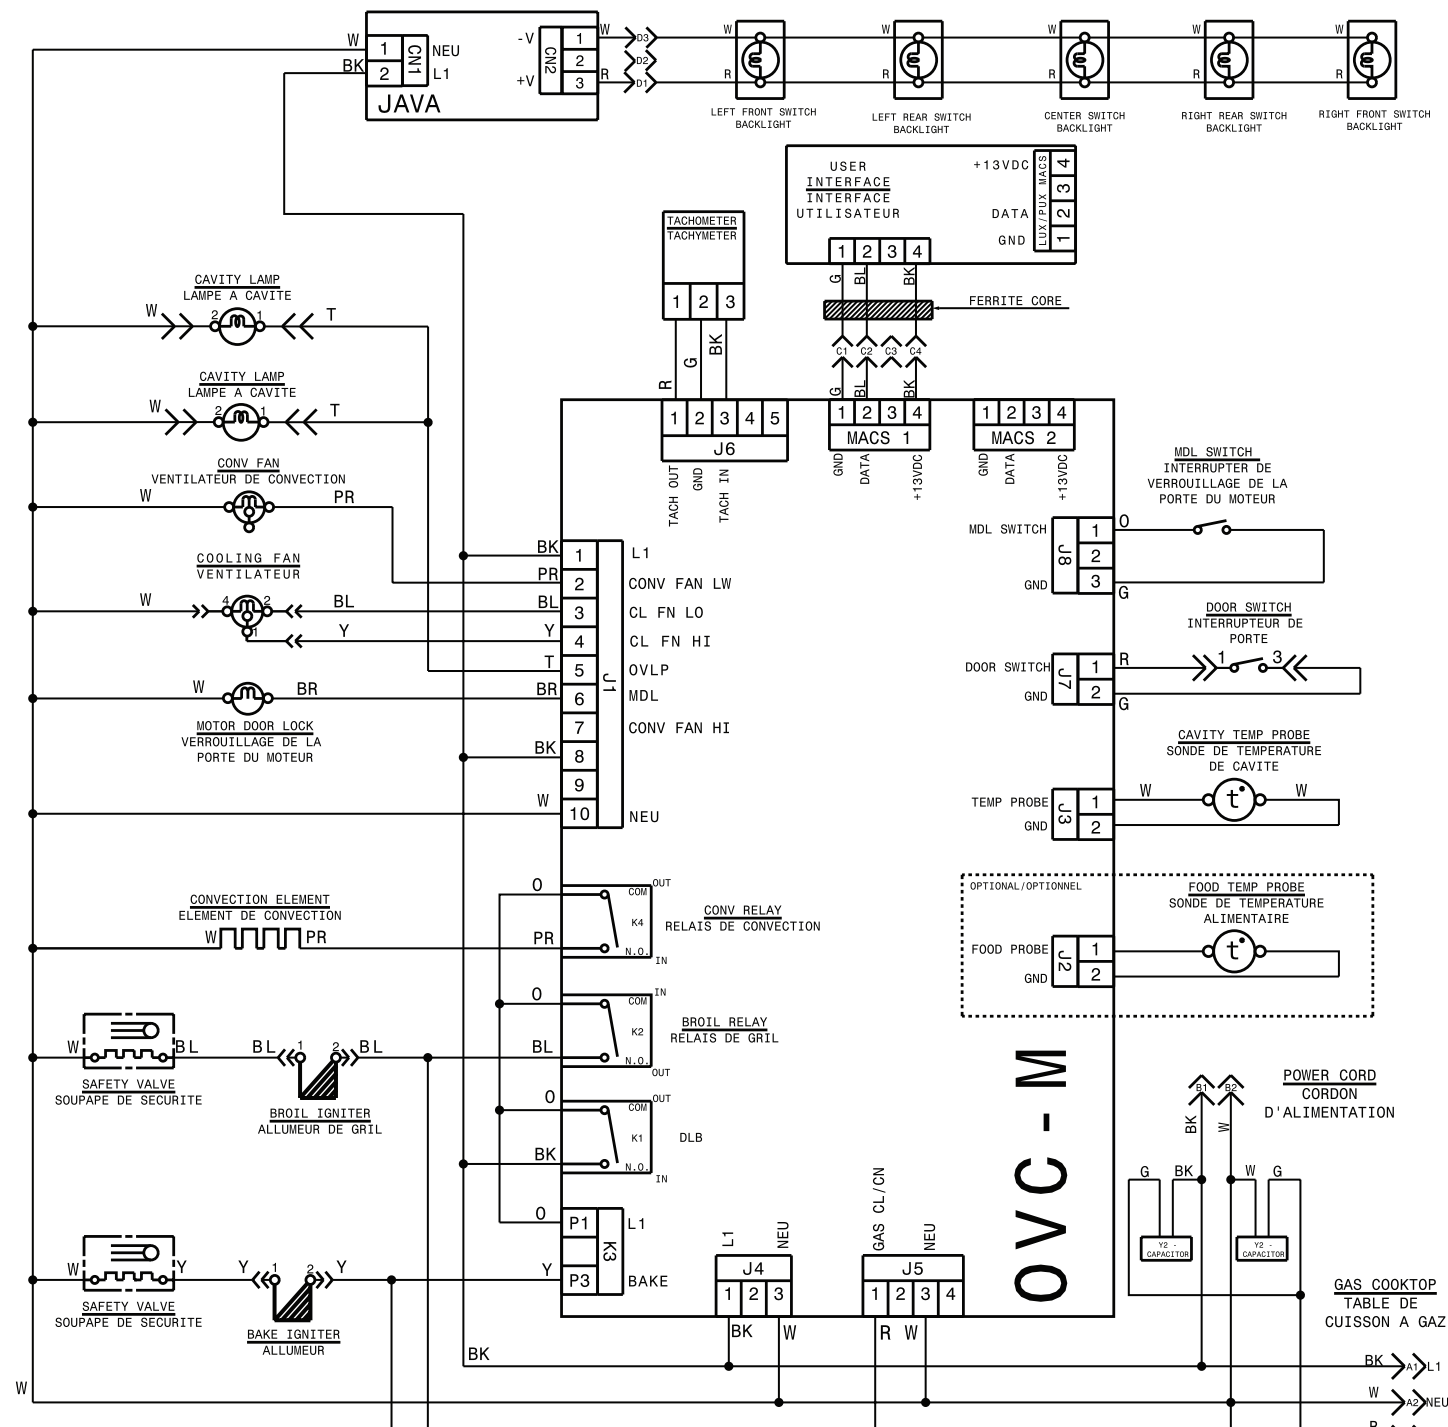 W
BK
1
2
CN1
NEU
L1
JAVA
-V
+V
CN2
1
2
3
W
R
D3
D2
D1
W
R
LEFT FRONT SWITCH
BACKLIGHT
W
R
LEFT REAR SWITCH
BACKLIGHT
W
R
CENTER SWITCH
BACKLIGHT
W
R
RIGHT REAR SWITCH
BACKLIGHT
W
R
RIGHT FRONT SWITCH
BACKLIGHT
USER
INTERFACE
INTERFACE
UTILISATEUR
+13VDC
DATA
GND
LUX/PUX MACS
4
3
2
1
1 2 3 4
G
BL
BK
FERRITE CORE
C1
C2
C3
C4
G
BL
BK
TACHOMETER
TACHYMETER
1 2 3
R
G
BK
1 2 3 4 5
J6
TACH OUT
GND
TACH IN
1 2 3 4
MACS 1
GND
DATA
+13VDC
1 2 3 4
MACS 2
GND
DATA
+13VDC
CAVITY LAMP
LAMPE A CAVITE
W
2
1
T
CAVITY LAMP
LAMPE A CAVITE
W
2
1
T
CONV FAN
VENTILATEUR DE CONVECTION
W
PR
COOLING FAN
VENTILATEUR
W
4
2
1
BL
Y
W
BR
MOTOR DOOR LOCK
VERROUILLAGE DE LA
PORTE DU MOTEUR
BK
1
L1
PR
2
CONV FAN LW
BL
3
CL FN LO
Y
4
CL FN HI
T
5
OVLP
BR
6
MDL
7
CONV FAN HI
BK
8
9
W
10
NEU
J1
MDL SWITCH
INTERRUPTER DE
VERROUILLAGE DE LA
PORTE DU MOTEUR
MDL SWITCH
GND
J8
1
2
3
O
G
DOOR SWITCH
INTERRUPTEUR DE
PORTE
DOOR SWITCH
GND
J7
1
2
R
G
1
3
CAVITY TEMP PROBE
SONDE DE TEMPERATURE
DE CAVITE
TEMP PROBE
GND
J3
1
2
W
t°
W
OPTIONAL/OPTIONNEL
FOOD TEMP PROBE
SONDE DE TEMPERATURE
ALIMENTAIRE
FOOD PROBE
GND
J2
1
2
t°
CONVECTION ELEMENT
ELEMENT DE CONVECTION
W
PR
O
PR
COM
OUT
K4
N.O.
IN
CONV RELAY
RELAIS DE CONVECTION
O
BL
COM
IN
K2
N.O.
OUT
BROIL RELAY
RELAIS DE GRIL
O
BK
COM
OUT
K1
N.O.
IN
DLB
W
BL
SAFETY VALVE
SOUPAPE DE SECURITE
BL
1
2
BL
BROIL IGNITER
ALLUMEUR DE GRIL
O
P1
L1
K3
Y
P3
BAKE
W
Y
SAFETY VALVE
SOUPAPE DE SECURITE
Y
1
2
Y
BAKE IGNITER
ALLUMEUR
L1
NEU
J4
1 2 3
BK
W
GAS CL/CN
NEU
J5
1 2 3 4
R
W
OVC-M
B1
B2
POWER CORD
CORDON
D'ALIMENTATION
BK
W
G
BK
W
G
Y2 -
CAPACITOR
Y2 -
CAPACITOR
GAS COOKTOP
TABLE DE
CUISSON A GAZ
BK
BK
A1
L1
W
W
A2
NEU